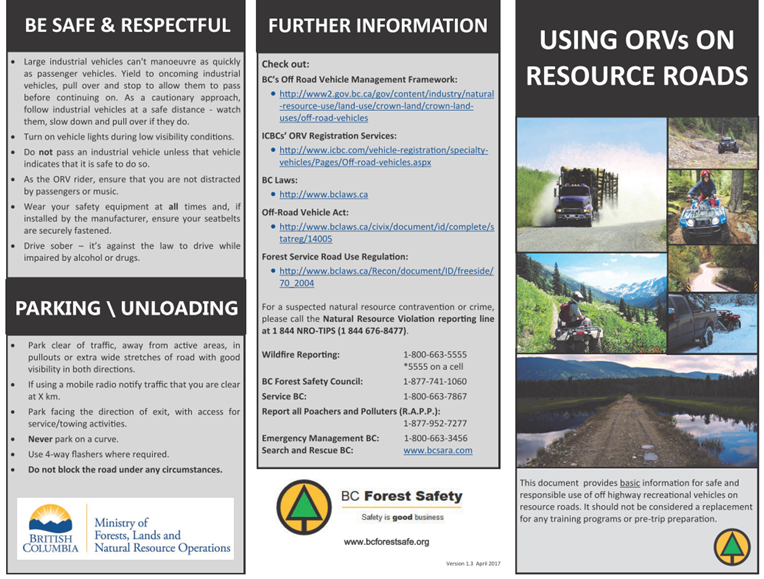 BE SAFE & RESPECTFUL
• Large industrial vehicles can't manoeuvre as quickly
as passenger vehicles. Yield to oncoming industrial
vehicles, pull over and stop to allow them to pass
before continuing on. As a cautionary approach,
follow industrial vehicles at a safe distance - watch
them, slow down and pull over if they do.
• Turn on vehicle lights during low visibility conditions.
• Do not pass an industrial vehicle unless that vehicle
indicates that it is safe to do so.
• As the ORV rider, ensure that you are not distracted
by passengers or music.
• Wear your safety equipment at all times and, if
installed by the manufacturer, ensure your seatbelts
are securely fastened.
• Drive sober – it's against the law to drive while
impaired by alcohol or drugs.
PARKING \ UNLOADING
• Park clear of traffic, away from active areas, in
pullouts or extra wide stretches of road with good
visibility in both directions.
• If using a mobile radio notify traffic that you are clear
at X km.
• Park facing the direction of exit, with access for
service/towing activities.
• Never park on a curve.
• Use 4-way flashers where required.
• Do not block the road under any circumstances.
BRITISH
COLUMBIA
Ministry of
Forests, Lands and
Natural Resource Operations
FURTHER INFORMATION
Check out:
BC's Off Road Vehicle Management Framework:
• http://www2.gov.bc.ca/gov/content/industry/natural
-resource-use/land-use/crown-land/crown-land-
uses/off-road-vehicles
ICBCs' ORV Registration Services:
• http://www.icbc.com/vehicle-registration/specialty-
vehicles/Pages/Off-road-vehicles.aspx
BC Laws:
• http://www.bclaws.ca
Off-Road Vehicle Act:
• http://www.bclaws.ca/civix/document/id/complete/s
tatreg/14005
Forest Service Road Use Regulation:
• http://www.bclaws.ca/Recon/document/ID/freeside/
70_2004
For a suspected natural resource contravention or crime,
please call the Natural Resource Violation reporting line
at 1 844 NRO-TIPS (1 844 676-8477).
Wildfire Reporting: 1-800-663-5555
*5555 on a cell
BC Forest Safety Council: 1-877-741-1060
Service BC: 1-800-663-7867
Report all Poachers and Polluters (R.A.P.P.):
1-877-952-7277
Emergency Management BC: 1-800-663-3456
Search and Rescue BC: www.bcsara.com
BC Forest Safety
Safety is good business
www.bcforestsafe.org
Version 1.3 April 2017
USING ORVs ON
RESOURCE ROADS
This document provides basic information for safe and
responsible use of off highway recreational vehicles on
resource roads. It should not be considered a replacement
for any training programs or pre-trip preparation.